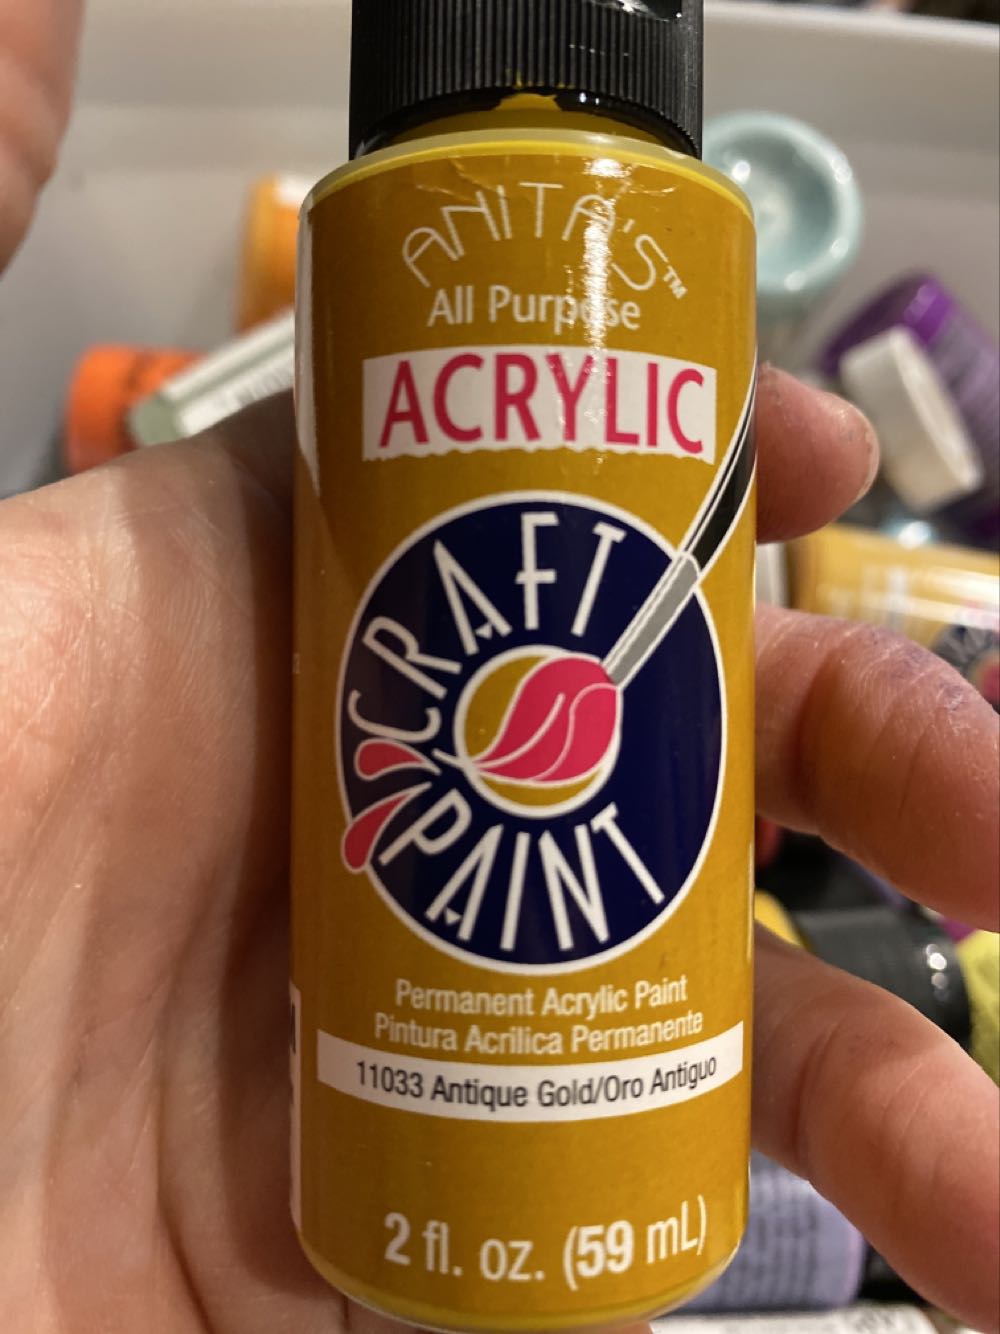 ANITA'S™
All Purpose
ACRYLIC
CRAFT
PAINT
Permanent Acrylic Paint
Pintura Acrilica Permanente
11033 Antique Gold/Oro Antiguo
2 fl. oz. (59 mL)